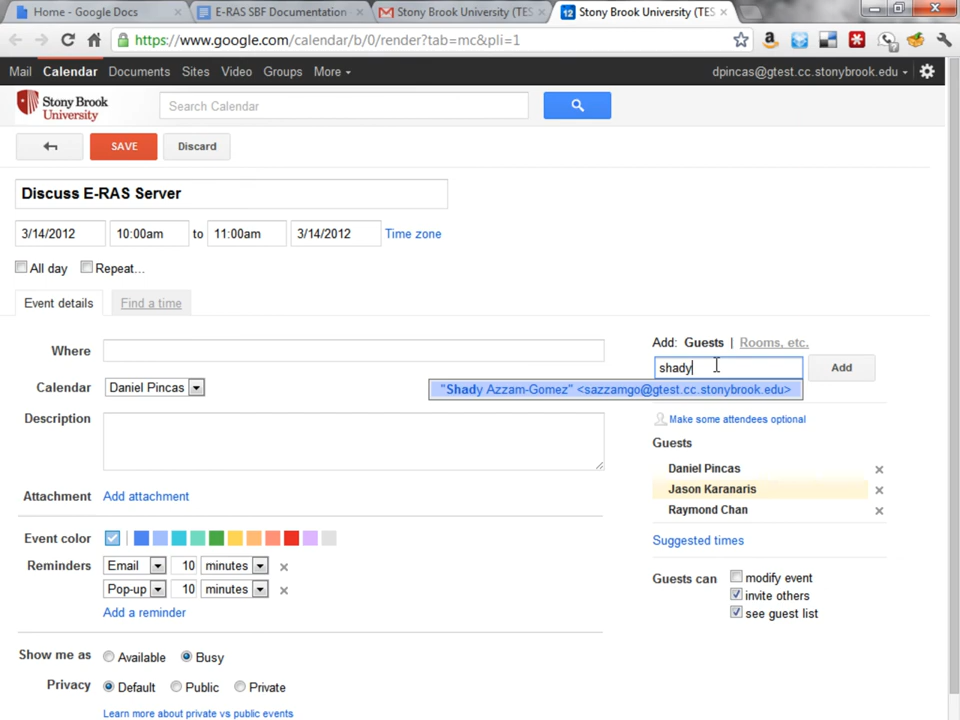 Home - Google Docs
E-RAS SBF Documentation
Stony Brook University (TES
Stony Brook University (TES
https://www.google.com/calendar/b/0/render?tab=mc&pli=1
Mail Calendar Documents Sites Video Groups More
dpincas@gtest.cc.stonybrook.edu
Stony Brook
University
Search Calendar
SAVE
Discard
Discuss E-RAS Server
3/14/2012 10:00am to 11:00am 3/14/2012 Time zone
All day Repeat...
Event details Find a time
Where
Calendar Daniel Pincas
Description
Attachment Add attachment
Event color
Reminders Email 10 minutes
Pop-up 10 minutes
Add a reminder
Show me as Available Busy
Privacy Default Public Private
Learn more about private vs public events
Add: Guests | Rooms, etc.
shady Add
"Shady Azzam-Gomez" <sazzamgo@gtest.cc.stonybrook.edu>
Make some attendees optional
Guests
Daniel Pincas
Jason Karanaris
Raymond Chan
Suggested times
Guests can modify event
invite others
see guest list